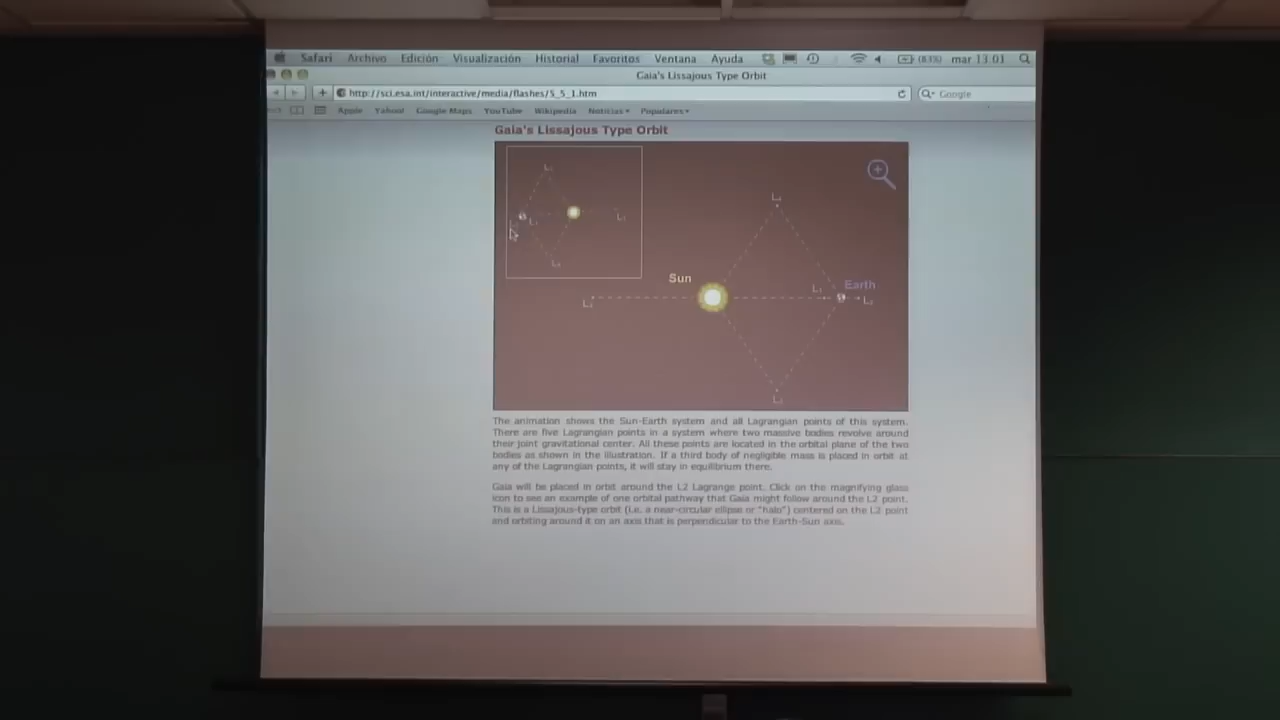 Safari Archivo Edición Visualización Historial Favoritos Ventana Ayuda (83%) mar 13:01
Gaia's Lissajous Type Orbit
http://sci.esa.int/interactive/media/flashes/5_5_1.htm Google
Apple Yahoo! Google Maps YouTube Wikipedia Noticias Populares
Gaia's Lissajous Type Orbit
Sun
Earth
The animation shows the Sun-Earth system and all Lagrangian points of this system.
There are five Lagrangian points in a system where two massive bodies revolve around
their joint gravitational center. All these points are located in the orbital plane of the two
bodies as shown in the illustration. If a third body of negligible mass is placed in orbit at
any of the Lagrangian points, it will stay in equilibrium there.
Gaia will be placed in orbit around the L2 Lagrange point. Click on the magnifying glass
icon to see an example of one orbital pathway that Gaia might follow around the L2 point.
This is a Lissajous-type orbit (i.e. a near-circular ellipse or "halo") centered on the L2 point
and orbiting around it on an axis that is perpendicular to the Earth-Sun axis.